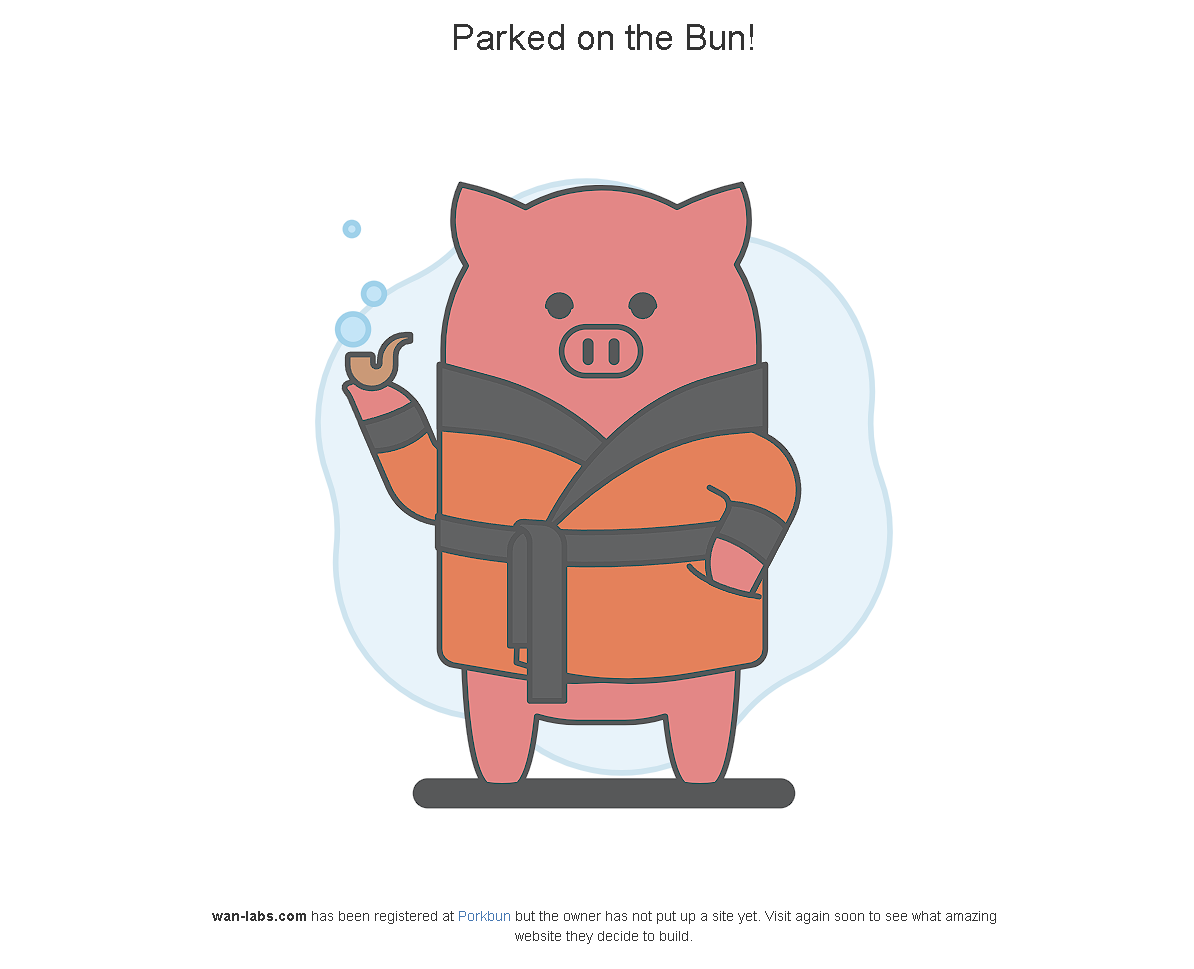 Parked on the Bun!
wan-labs.com has been registered at Porkbun but the owner has not put up a site yet. Visit again soon to see what amazing
website they decide to build.